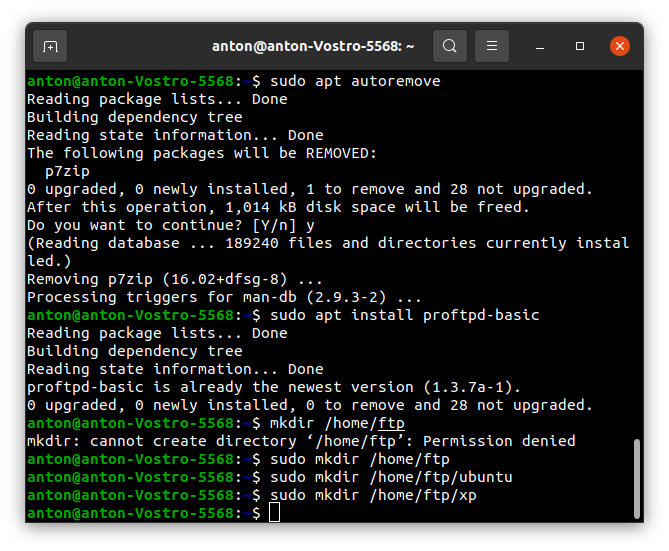 anton@anton-Vostro-5568: ~
anton@anton-Vostro-5568:~$ sudo apt autoremove
Reading package lists... Done
Building dependency tree
Reading state information... Done
The following packages will be REMOVED:
  p7zip
0 upgraded, 0 newly installed, 1 to remove and 28 not upgraded.
After this operation, 1,014 kB disk space will be freed.
Do you want to continue? [Y/n] y
(Reading database ... 189240 files and directories currently instal
led.)
Removing p7zip (16.02+dfsg-8) ...
Processing triggers for man-db (2.9.3-2) ...
anton@anton-Vostro-5568:~$ sudo apt install proftpd-basic
Reading package lists... Done
Building dependency tree
Reading state information... Done
proftpd-basic is already the newest version (1.3.7a-1).
0 upgraded, 0 newly installed, 0 to remove and 28 not upgraded.
anton@anton-Vostro-5568:~$ mkdir /home/ftp
mkdir: cannot create directory ‘/home/ftp’: Permission denied
anton@anton-Vostro-5568:~$ sudo mkdir /home/ftp
anton@anton-Vostro-5568:~$ sudo mkdir /home/ftp/ubuntu
anton@anton-Vostro-5568:~$ sudo mkdir /home/ftp/xp
anton@anton-Vostro-5568:~$